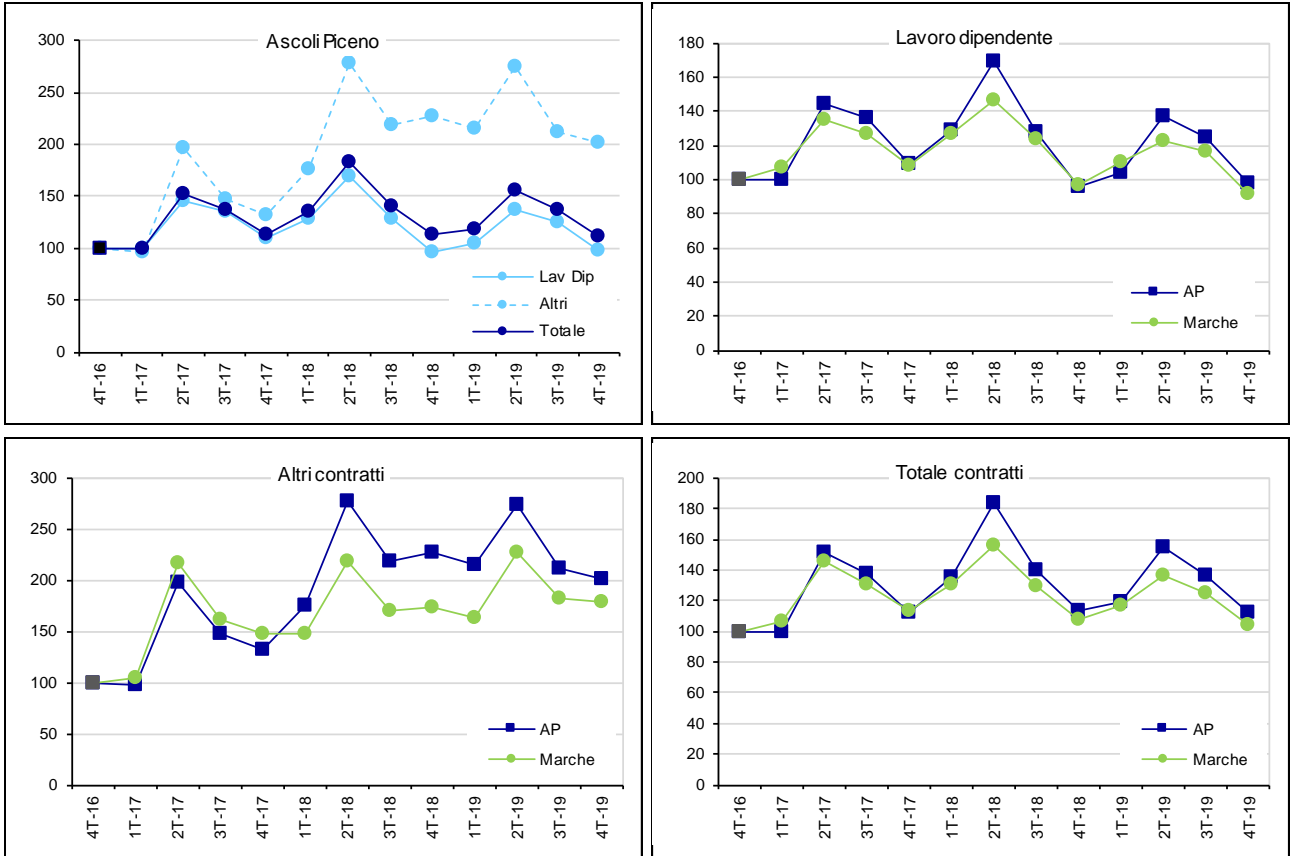 Ascoli Piceno
300
250
200
150
100
50
0
Lav Dip
Altri
Totale
4T-16
1T-17
2T-17
3T-17
4T-17
1T-18
2T-18
3T-18
4T-18
1T-19
2T-19
3T-19
4T-19
Lavoro dipendente
180
160
140
120
100
80
60
40
20
0
AP
Marche
4T-16
1T-17
2T-17
3T-17
4T-17
1T-18
2T-18
3T-18
4T-18
1T-19
2T-19
3T-19
4T-19
Altri contratti
300
250
200
150
100
50
0
AP
Marche
4T-16
1T-17
2T-17
3T-17
4T-17
1T-18
2T-18
3T-18
4T-18
1T-19
2T-19
3T-19
4T-19
Totale contratti
200
180
160
140
120
100
80
60
40
20
0
AP
Marche
4T-16
1T-17
2T-17
3T-17
4T-17
1T-18
2T-18
3T-18
4T-18
1T-19
2T-19
3T-19
4T-19